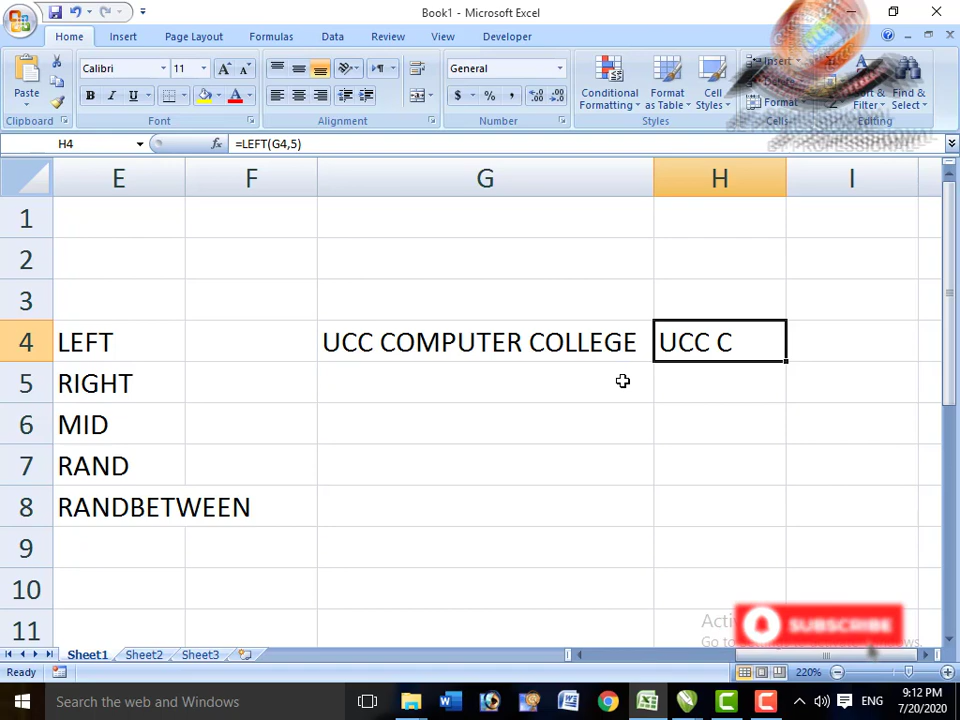 Book1 - Microsoft Excel
Home Insert Page Layout Formulas Data Review View Developer
Paste
Calibri 11
General
Conditional Formatting
Format as Table
Cell Styles
Insert
Format
Sort & Filter
Find & Select
Clipboard Font Alignment Number Styles Cells Editing
H4 fx =LEFT(G4,5)
E F G H I
1
2
3
4 LEFT UCC COMPUTER COLLEGE UCC C
5 RIGHT
6 MID
7 RAND
8 RANDBETWEEN
9
10
11
SUBSCRIBE
Sheet1 Sheet2 Sheet3
Ready 220%
Search the web and Windows
ENG
9:12 PM
7/20/2020